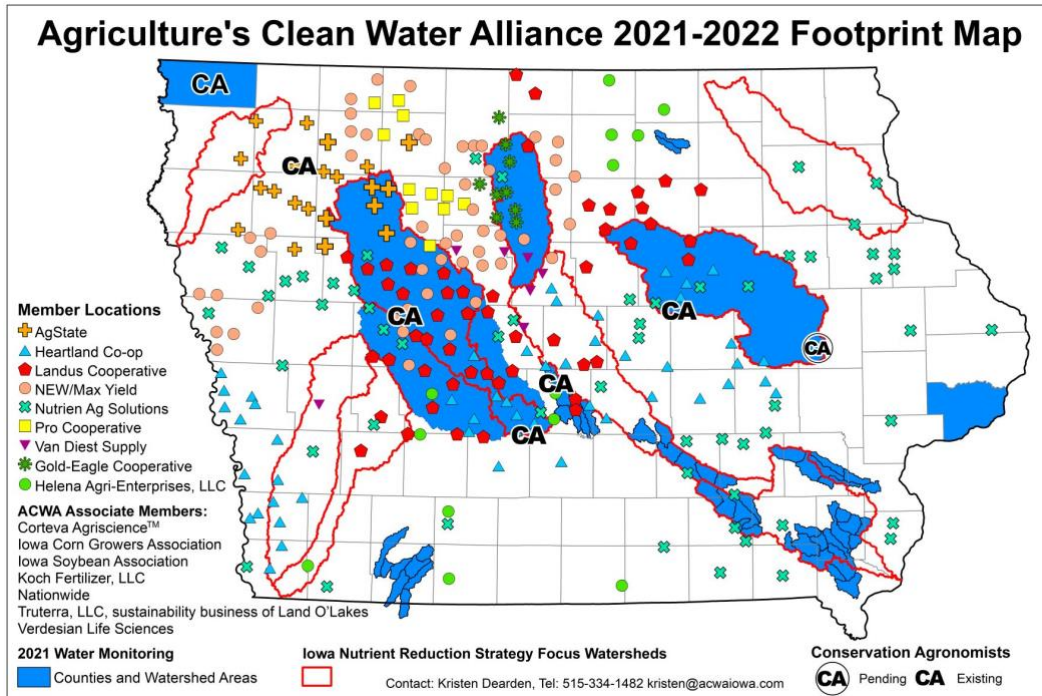 Agriculture's Clean Water Alliance 2021-2022 Footprint Map
CA
CA
CA
CA
CA
CA
CA
Member Locations
AgState
Heartland Co-op
Landus Cooperative
NEW/Max Yield
Nutrien Ag Solutions
Pro Cooperative
Van Diest Supply
Gold-Eagle Cooperative
Helena Agri-Enterprises, LLC
ACWA Associate Members:
Corteva Agriscience™
Iowa Corn Growers Association
Iowa Soybean Association
Koch Fertilizer, LLC
Nationwide
Truterra, LLC, sustainability business of Land O'Lakes
Verdesian Life Sciences
2021 Water Monitoring
Counties and Watershed Areas
Iowa Nutrient Reduction Strategy Focus Watersheds
Contact: Kristen Dearden, Tel: 515-334-1482 kristen@acwaiowa.com
Conservation Agronomists
CA Pending CA Existing